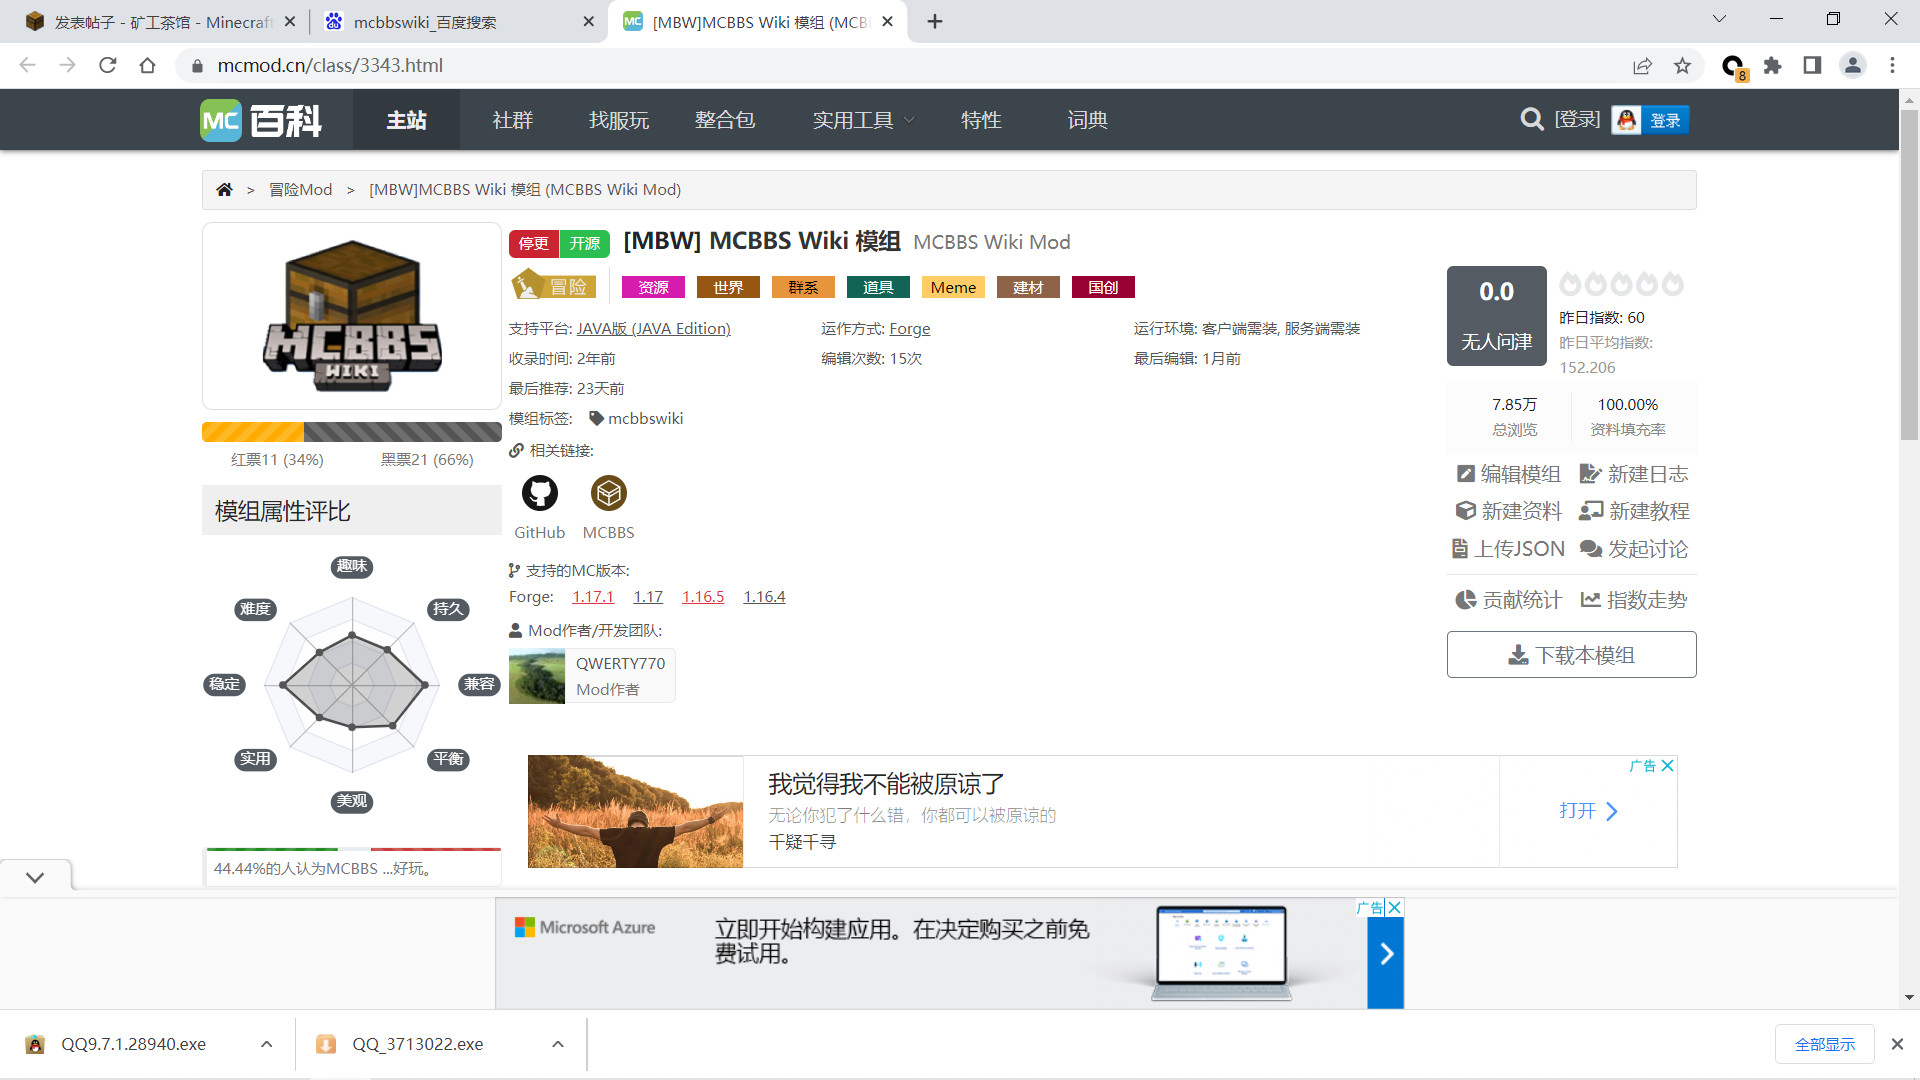 发表帖子 - 矿工茶馆 - Minecraft
mcbbswiki_百度搜索
[MBW]MCBBS Wiki 模组 (MCB
mcmod.cn/class/3343.html
8
MC 百科
主站
社群
找服玩
整合包
实用工具
特性
词典
[登录]
登录
> 冒险Mod > [MBW]MCBBS Wiki 模组 (MCBBS Wiki Mod)
MCBBS
WIKI
停更 开源 [MBW] MCBBS Wiki 模组 MCBBS Wiki Mod
冒险 资源 世界 群系 道具 Meme 建材 国创
支持平台: JAVA版 (JAVA Edition)
运作方式: Forge
运行环境: 客户端需装, 服务端需装
收录时间: 2年前
编辑次数: 15次
最后编辑: 1月前
最后推荐: 23天前
模组标签: mcbbswiki
相关链接:
GitHub MCBBS
支持的MC版本:
Forge: 1.17.1 1.17 1.16.5 1.16.4
Mod作者/开发团队:
QWERTY770
Mod作者
红票11 (34%) 黑票21 (66%)
模组属性评比
趣味
难度 持久
稳定 兼容
实用 平衡
美观
44.44%的人认为MCBBS ...好玩。
0.0
无人问津
昨日指数: 60
昨日平均指数:
152.206
7.85万 100.00%
总浏览 资料填充率
编辑模组 新建日志
新建资料 新建教程
上传JSON 发起讨论
贡献统计 指数走势
下载本模组
我觉得我不能被原谅了
无论你犯了什么错，你都可以被原谅的
千疑千寻
广告
打开
Microsoft Azure
立即开始构建应用。在决定购买之前免
费试用。
广告
QQ9.7.1.28940.exe
QQ_3713022.exe
全部显示